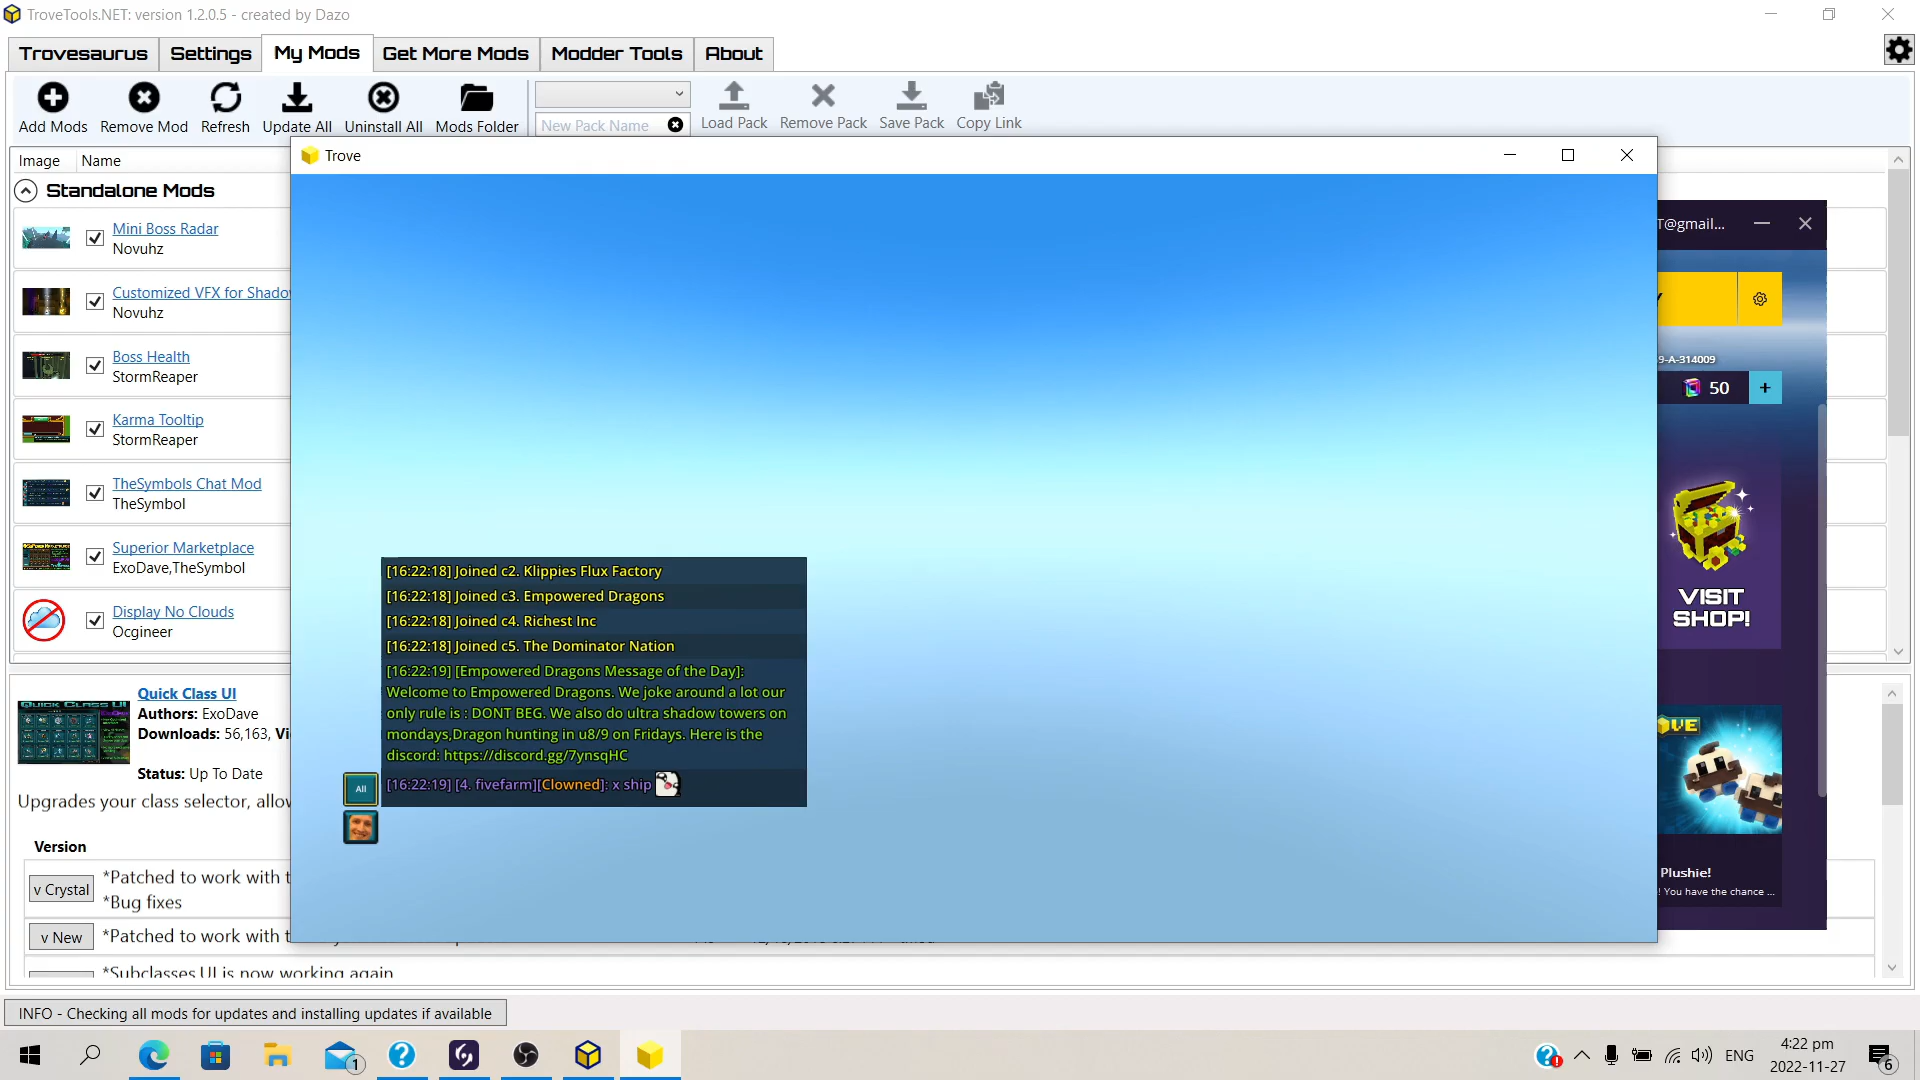 TroveTools.NET: version 1.2.0.5 - created by Dazo
Trovesaurus
Settings
My Mods
Get More Mods
Modder Tools
About
Add Mods
Remove Mod
Refresh
Update All
Uninstall All
Mods Folder
New Pack Name
Load Pack
Remove Pack
Save Pack
Copy Link
Image
Name
Standalone Mods
Mini Boss Radar
Novuhz
Customized VFX for Shado
Novuhz
Boss Health
StormReaper
Karma Tooltip
StormReaper
TheSymbols Chat Mod
TheSymbol
Superior Marketplace
ExoDave,TheSymbol
Display No Clouds
Ocgineer
Trove
[16:22:18] Joined c2. Klippies Flux Factory
[16:22:18] Joined c3. Empowered Dragons
[16:22:18] Joined c4. Richest Inc
[16:22:18] Joined c5. The Dominator Nation
[16:22:19] [Empowered Dragons Message of the Day]:
Welcome to Empowered Dragons. We joke around a lot our
only rule is : DONT BEG. We also do ultra shadow towers on
mondays,Dragon hunting in u8/9 on Fridays. Here is the
discord: https://discord.gg/7ynsqHC
All
[16:22:19] [4. fivefarm][Clowned]: x ship
T@gmail...
9-A-314009
50
+
VISIT
SHOP!
OVE
Plushie!
! You have the chance ...
QUICK CLASS UI
Quick Class UI
Authors: ExoDave
Downloads: 56,163, Vi
Status: Up To Date
Upgrades your class selector, allov
Version
v Crystal
*Patched to work with t
*Bug fixes
v New
*Patched to work with t
*Subclasses UI is now working again
INFO - Checking all mods for updates and installing updates if available
1
ENG
4:22 pm
2022-11-27
6